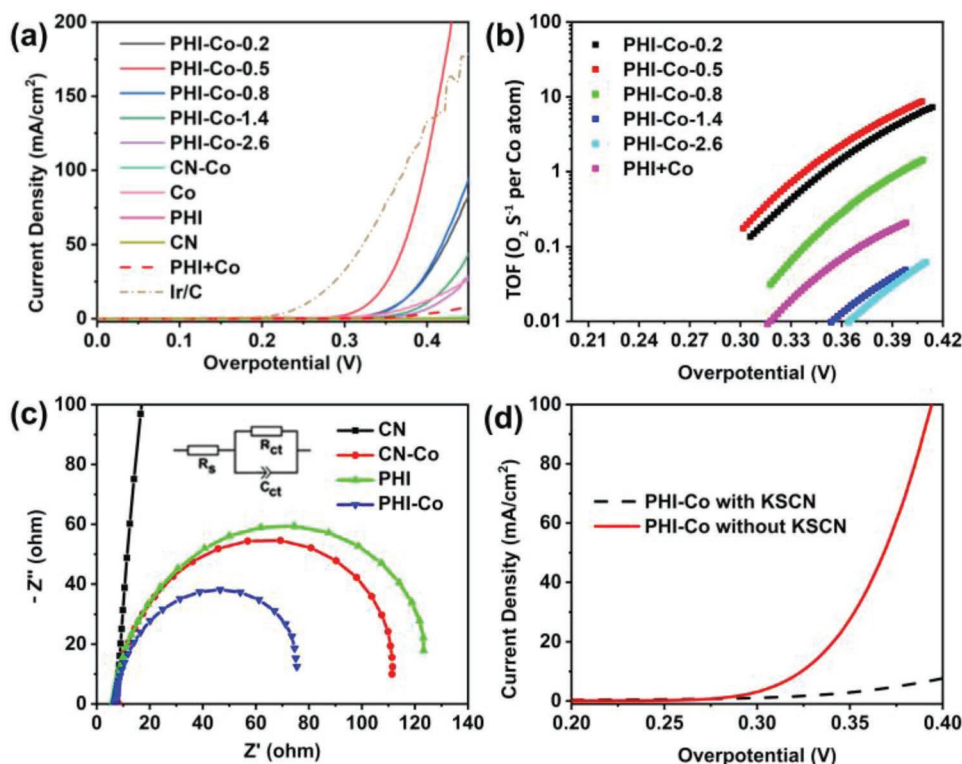 (a)
Current Density (mA/cm²)
200
150
100
50
0
PHI-Co-0.2
PHI-Co-0.5
PHI-Co-0.8
PHI-Co-1.4
PHI-Co-2.6
CN-Co
Co
PHI
CN
PHI+Co
Ir/C
0.0 0.1 0.2 0.3 0.4
Overpotential (V)
(b)
TOF (O₂ S⁻¹ per Co atom)
10
1
0.1
0.01
PHI-Co-0.2
PHI-Co-0.5
PHI-Co-0.8
PHI-Co-1.4
PHI-Co-2.6
PHI+Co
0.21 0.24 0.27 0.30 0.33 0.36 0.39 0.42
Overpotential (V)
(c)
- Z'' (ohm)
100
80
60
40
20
0
Rs
Rct
Cct
CN
CN-Co
PHI
PHI-Co
0 20 40 60 80 100 120 140
Z' (ohm)
(d)
Current Density (mA/cm²)
100
80
60
40
20
0
PHI-Co with KSCN
PHI-Co without KSCN
0.20 0.25 0.30 0.35 0.40
Overpotential (V)